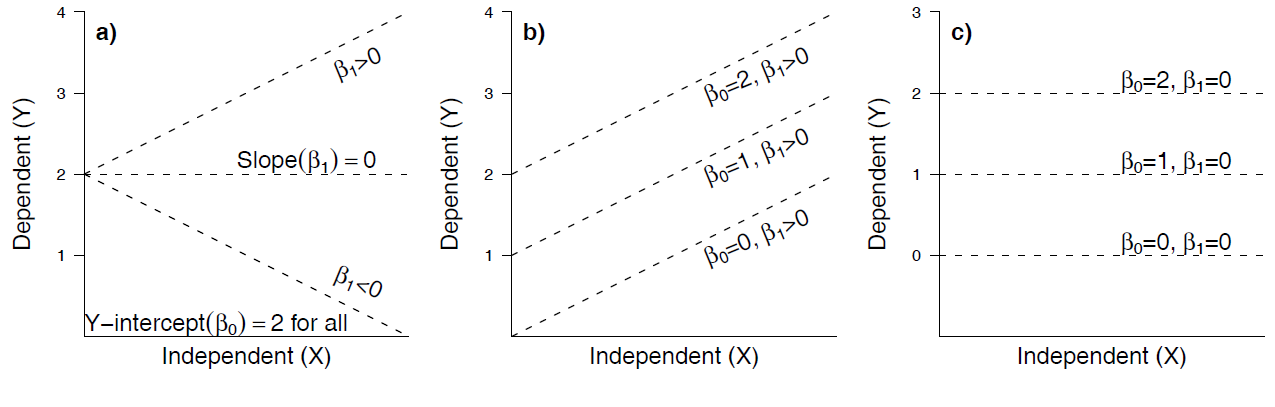 a)
4
3
2
1
Dependent (Y)
β₁>0
Slope(β₁) = 0
β₁<0
Y−intercept(β₀) = 2 for all
Independent (X)
b)
4
3
2
1
Dependent (Y)
β₀=2, β₁>0
β₀=1, β₁>0
β₀=0, β₁>0
Independent (X)
c)
3
2
1
0
Dependent (Y)
β₀=2, β₁=0
β₀=1, β₁=0
β₀=0, β₁=0
Independent (X)